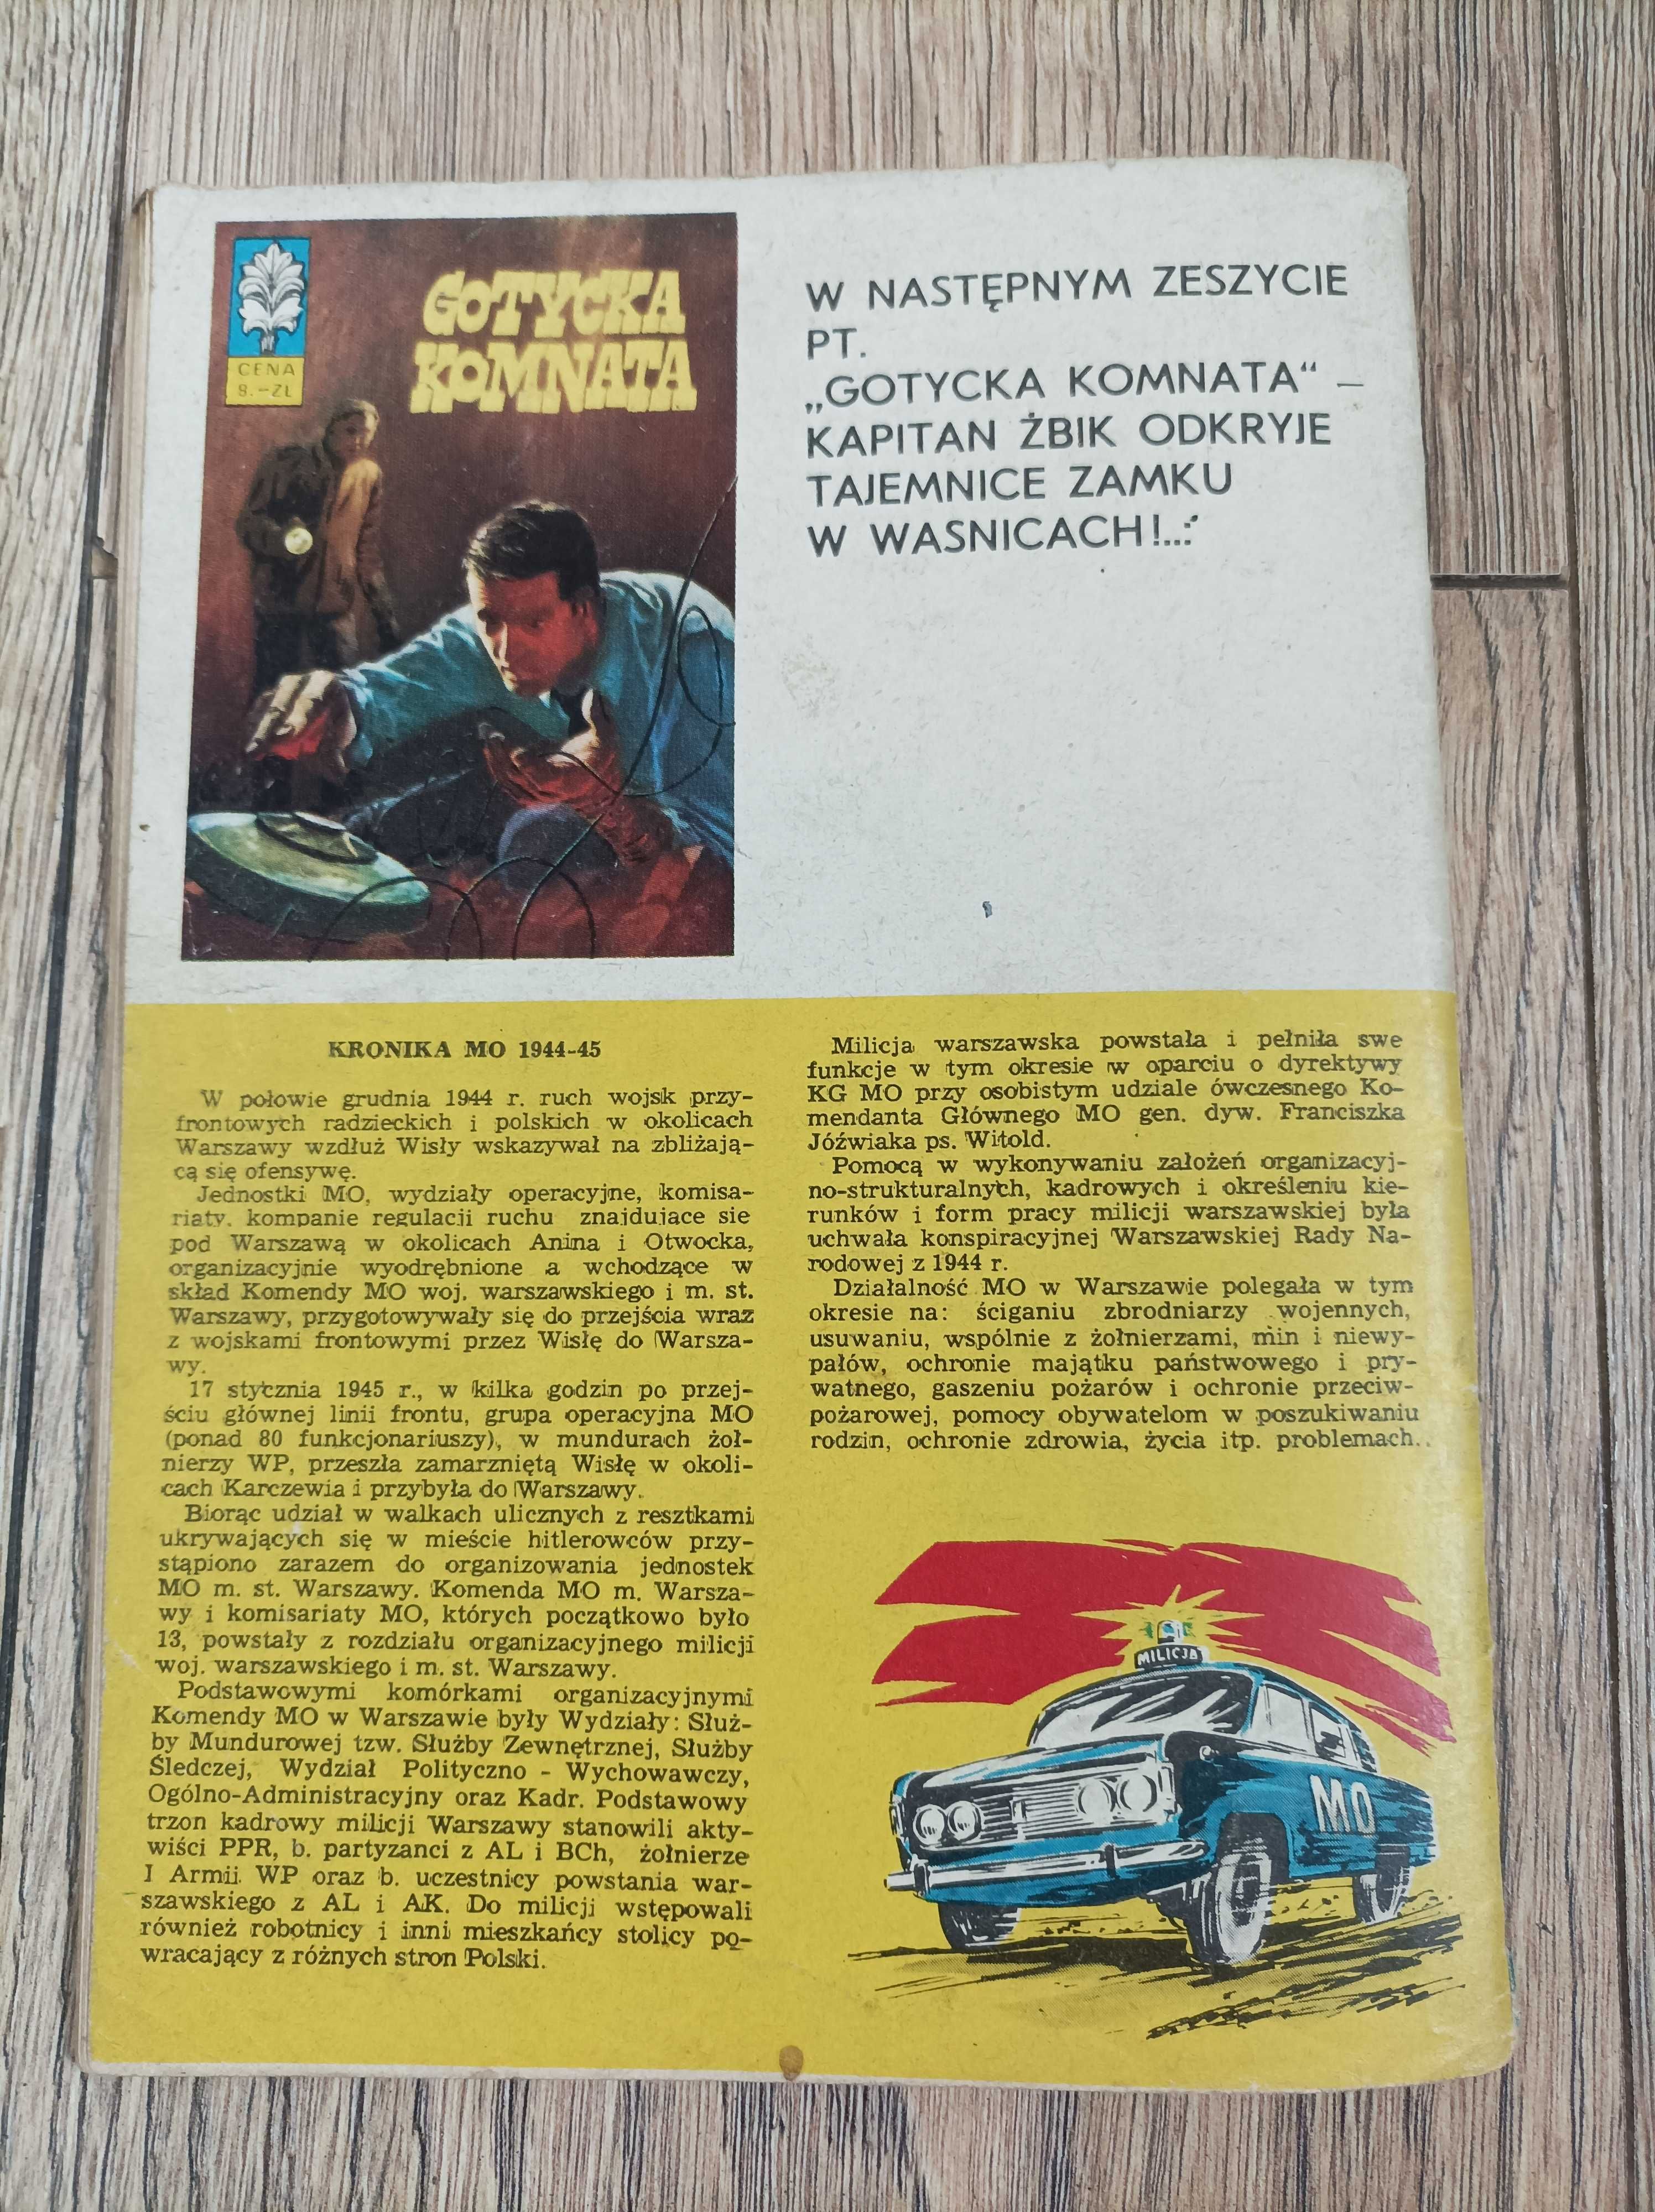 GOTYCKA
KOMNATA
CENA
8.-ZŁ
W NASTĘPNYM ZESZYCIE
PT.
„GOTYCKA KOMNATA“ —
KAPITAN ŻBIK ODKRYJE
TAJEMNICE ZAMKU
W WASNICACH!...
KRONIKA MO 1944-45
W połowie grudnia 1944 r. ruch wojsk przy-
frontowych radzieckich i polskich w okolicach
Warszawy wzdłuż Wisły wskazywał na zbliżają-
cą się ofensywę.
Jednostki MO, wydziały operacyjne, komisa-
riaty, kompanie regulacji ruchu znajdujące się
pod Warszawą w okolicach Anina i Otwocka,
organizacyjnie wyodrębnione a wchodzące w
skład Komendy MO woj. warszawskiego i m. st.
Warszawy, przygotowywały się do przejścia wraz
z wojskami frontowymi przez Wisłę do Warsza-
wy.
17 stycznia 1945 r., w kilka godzin po przej-
ściu głównej linii frontu, grupa operacyjna MO
(ponad 80 funkcjonariuszy), w mundurach żoł-
nierzy WP, przeszła zamarzniętą Wisłę w okoli-
cach Karczewia i przybyła do Warszawy.
Biorąc udział w walkach ulicznych z resztkami
ukrywających się w mieście hitlerowców przy-
stąpiono zarazem do organizowania jednostek
MO m. st. Warszawy. Komenda MO m. Warsza-
wy i komisariaty MO, których początkowo było
13, powstały z rozdziału organizacyjnego milicji
woj. warszawskiego i m. st. Warszawy.
Podstawowymi komórkami organizacyjnymi
Komendy MO w Warszawie były Wydziały: Służ-
by Mundurowej tzw. Służby Zewnętrznej, Służby
Śledczej, Wydział Polityczno - Wychowawczy,
Ogólno-Administracyjny oraz Kadr. Podstawowy
trzon kadrowy milicji Warszawy stanowili akty-
wiści PPR, b. partyzanci z AL i BCh, żołnierze
I Armii WP oraz b. uczestnicy powstania war-
szawskiego z AL i AK. Do milicji wstępowali
również robotnicy i inni mieszkańcy stolicy po-
wracający z różnych stron Polski.
Milicja warszawska powstała i pełniła swe
funkcje w tym okresie w oparciu o dyrektywy
KG MO przy osobistym udziale ówczesnego Ko-
mendanta Głównego MO gen. dyw. Franciszka
Jóźwiaka ps. Witold.
Pomocą w wykonywaniu założeń organizacyj-
no-strukturalnych, kadrowych i określeniu kie-
runków i form pracy milicji warszawskiej była
uchwała konspiracyjnej Warszawskiej Rady Na-
rodowej z 1944 r.
Działalność MO w Warszawie polegała w tym
okresie na: ściganiu zbrodniarzy wojennych,
usuwaniu, wspólnie z żołnierzami, min i niewy-
pałów, ochronie majątku państwowego i pry-
watnego, gaszeniu pożarów i ochronie przeciw-
pożarowej, pomocy obywatelom w poszukiwaniu
rodzin, ochronie zdrowia, życia itp. problemach..
MILICJA
MO